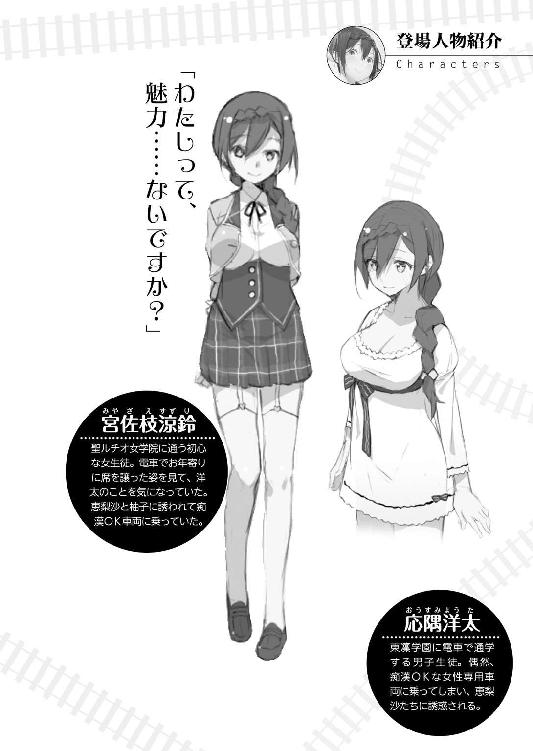 登場人物紹介
Characters
「わたしって、
魅力……ないですか？」
みやざえすずり
宮佐枝涼鈴
聖ルチオ女学院に通う初心
な女生徒。電車でお年寄り
に席を譲った姿を見て、洋
太のことを気になっていた。
恵梨沙と柚子に誘われて痴
漢OK車両に乗っていた。
おうすみようた
応隅洋太
東藁学園に電車で通学
する男子生徒。偶然、
痴漢OKな女性専用車
両に乗ってしまい、恵梨
沙たちに誘惑される。